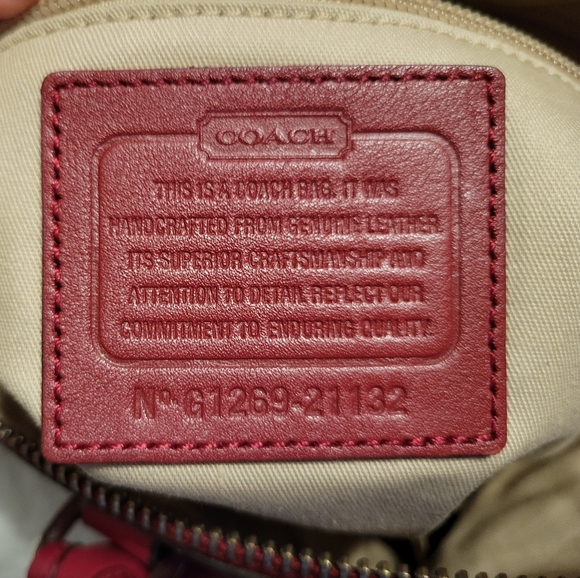 COACH
THIS IS A COACH BAG. IT WAS
HANDCRAFTED FROM GENUINE LEATHER.
ITS SUPERIOR CRAFTSMANSHIP AND
ATTENTION TO DETAIL REFLECT OUR
COMMITMENT TO ENDURING QUALITY.
Nº G1269-21132